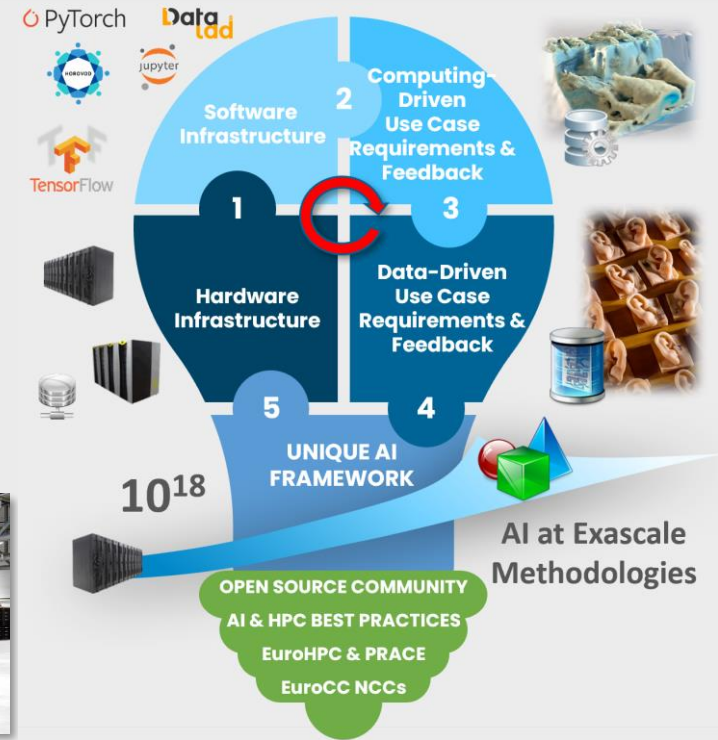 PyTorch
Data
lad
HOROVOD
jupyter
TensorFlow
Software
Infrastructure
2
Computing-
Driven
Use Case
Requirements &
Feedback
1
3
Hardware
Infrastructure
Data-Driven
Use Case
Requirements &
Feedback
5
4
UNIQUE AI
FRAMEWORK
10¹⁸
AI at Exascale
Methodologies
OPEN SOURCE COMMUNITY
AI & HPC BEST PRACTICES
EuroHPC & PRACE
EuroCC NCCs